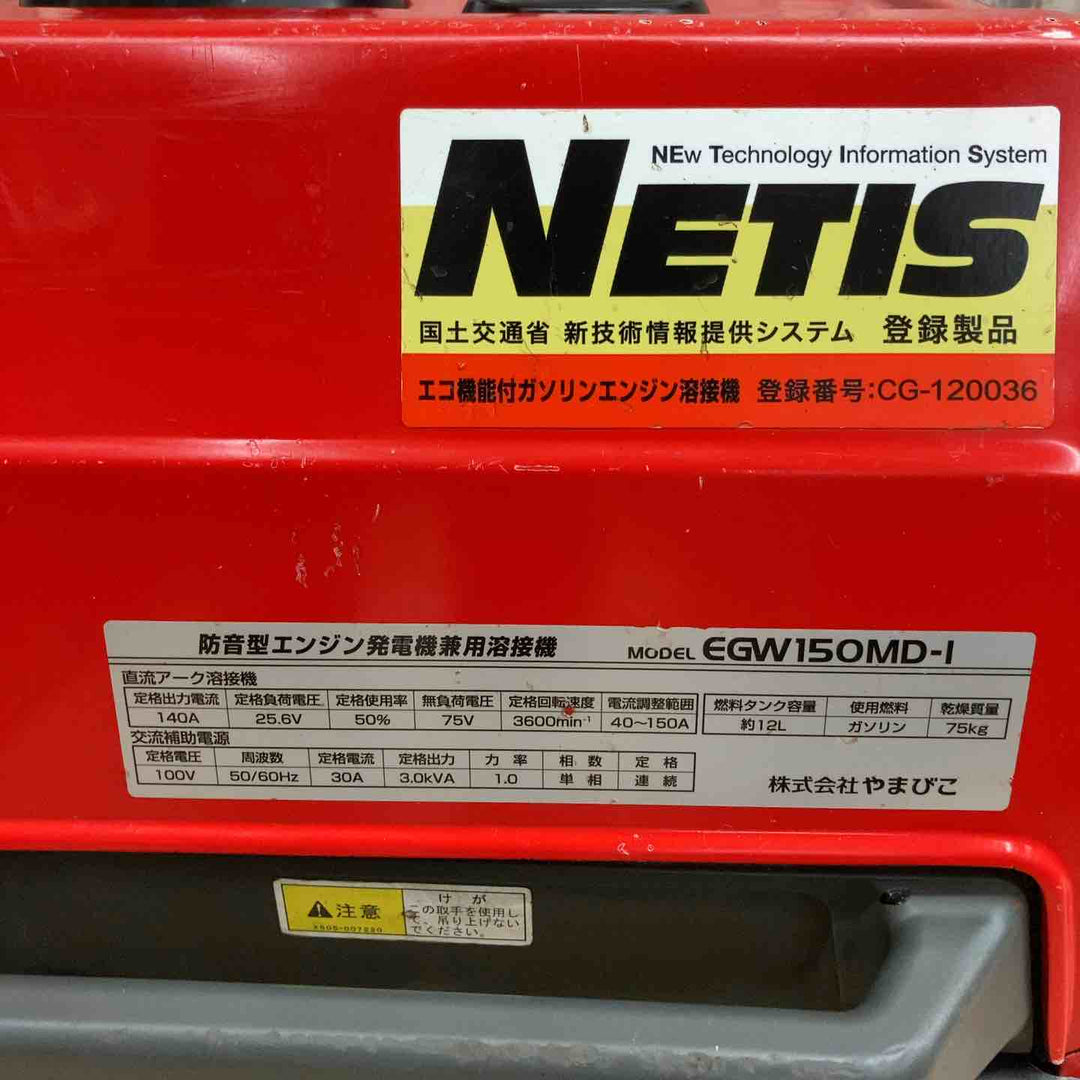 NEw Technology Information System
NETIS
国土交通省 新技術情報提供システム 登録製品
エコ機能付ガソリンエンジン溶接機 登録番号:CG-120036
防音型エンジン発電機兼用溶接機 MODEL EGW150MD-I
直流アーク溶接機
定格出力電流 定格負荷電圧 定格使用率 無負荷電圧 定格回転速度 電流調整範囲 燃料タンク容量 使用燃料 乾燥質量
140A 25.6V 50% 75V 3600min⁻¹ 40～150A 約12L ガソリン 75kg
交流補助電源
定格電圧 周波数 定格電流 定格出力 力率 相数 定格
100V 50/60Hz 30A 3.0kVA 1.0 単相 連続
株式会社やまびこ
注意
X505-007220
けが
この取手を使用し
て、吊り上げない
でください。